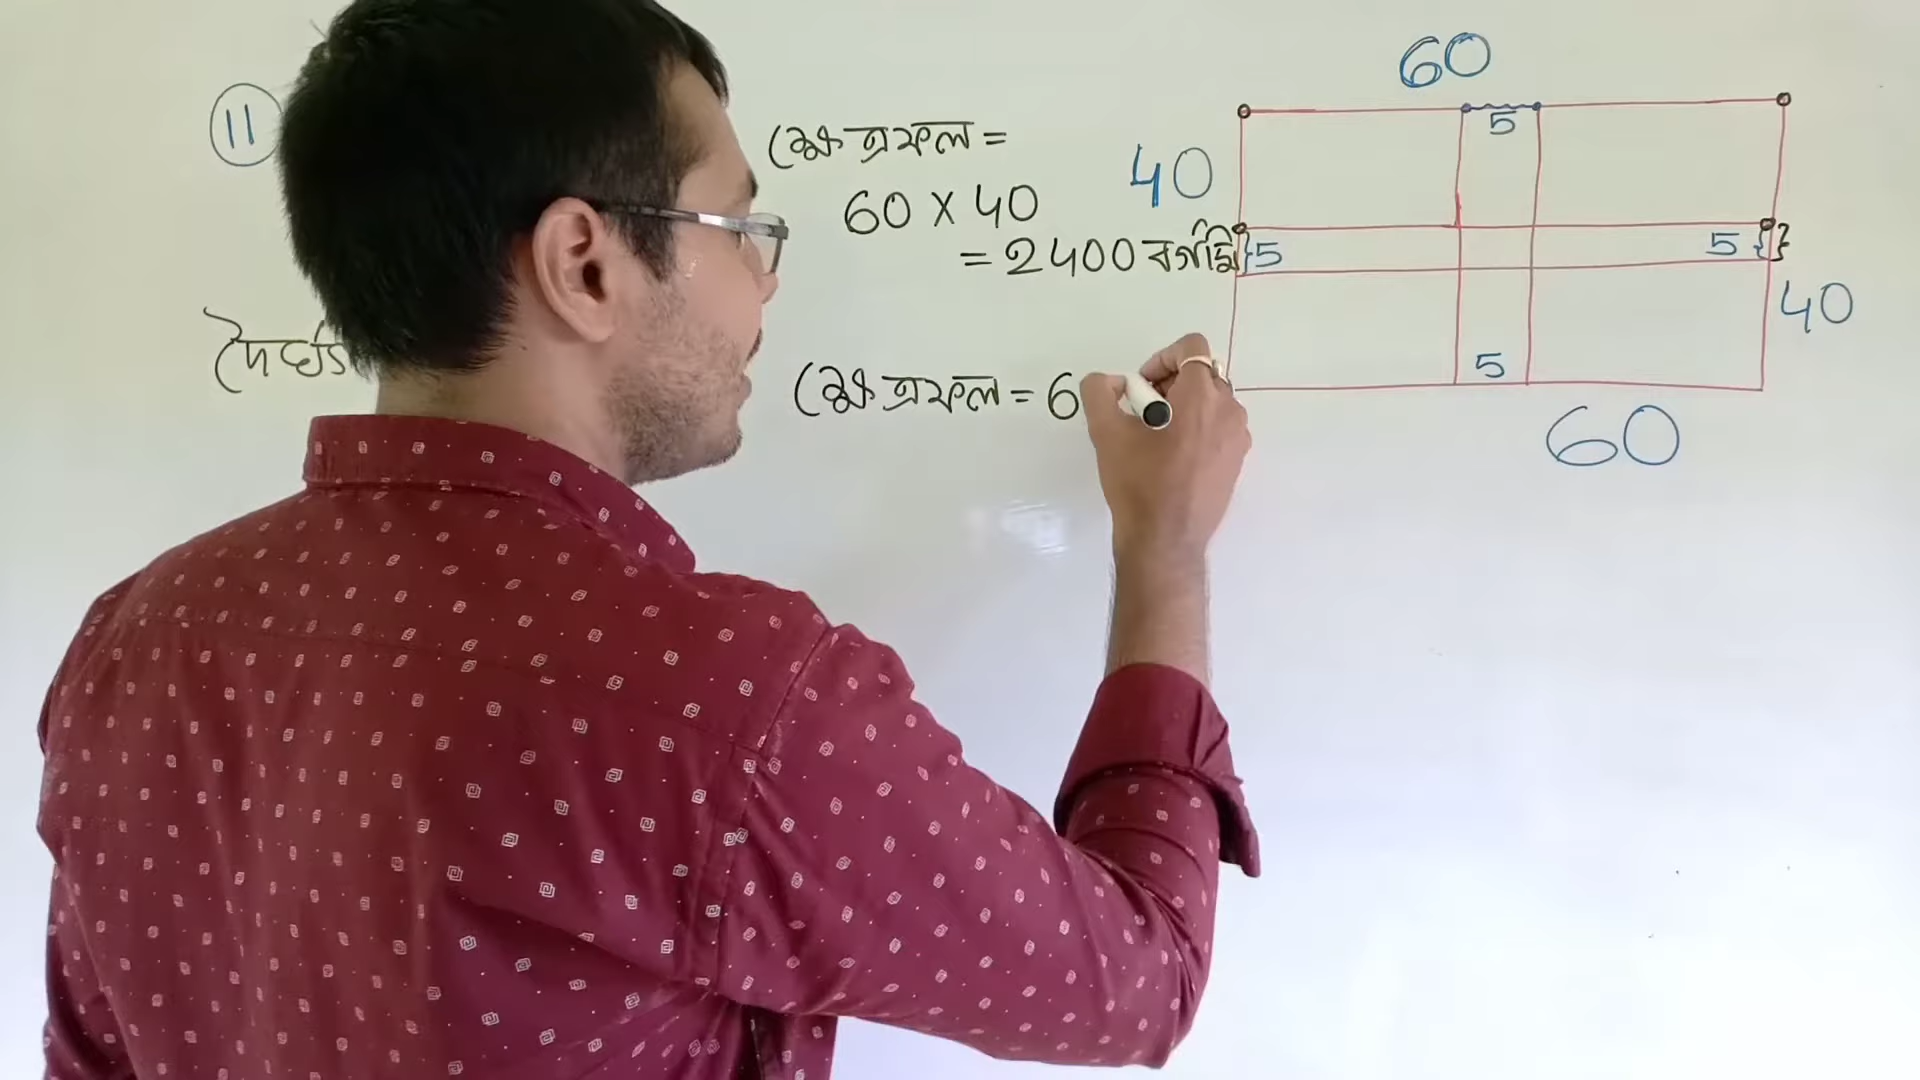 11
ক্ষেত্রফল =
60 x 40
= 2400 বর্গমি
দৈর্ঘ্য
ক্ষেত্রফল = 6
60
5
40
5
5
40
5
60